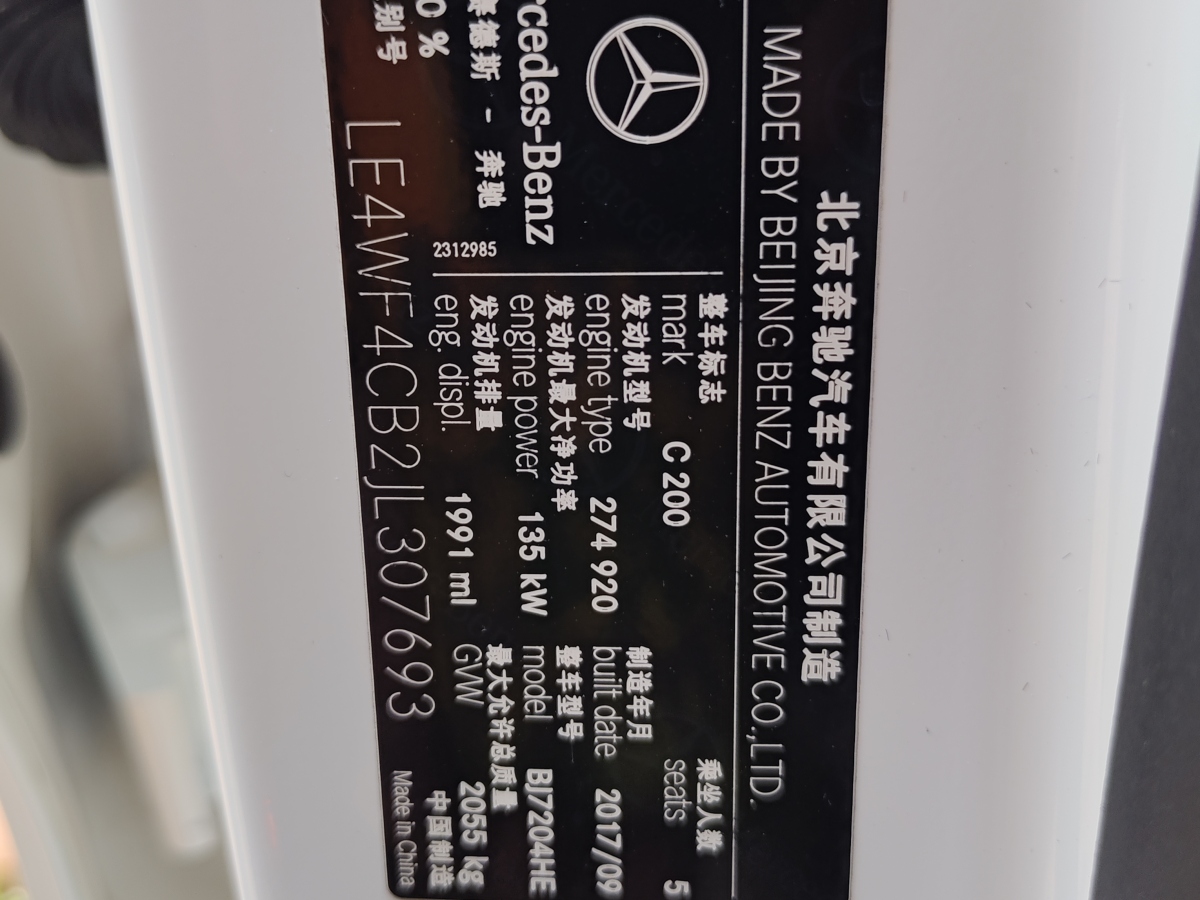 北京奔驰汽车有限公司制造
MADE BY BEIJING BENZ AUTOMOTIVE CO.,LTD.
整车标志
mark C 200
乘坐人数
seats 5
发动机型号
engine type 274 920
制造年月
built date 2017/09
发动机最大净功率
engine power 135 kW
整车型号
model BJ7204HE
发动机排量
eng. displ. 1991 ml
最大允许总质量
GVW 2055 kg
cedes-Benz
德斯 - 奔驰
2312985
0 %
别号 LE4WF4CB2JL307693
中国制造
Made in China